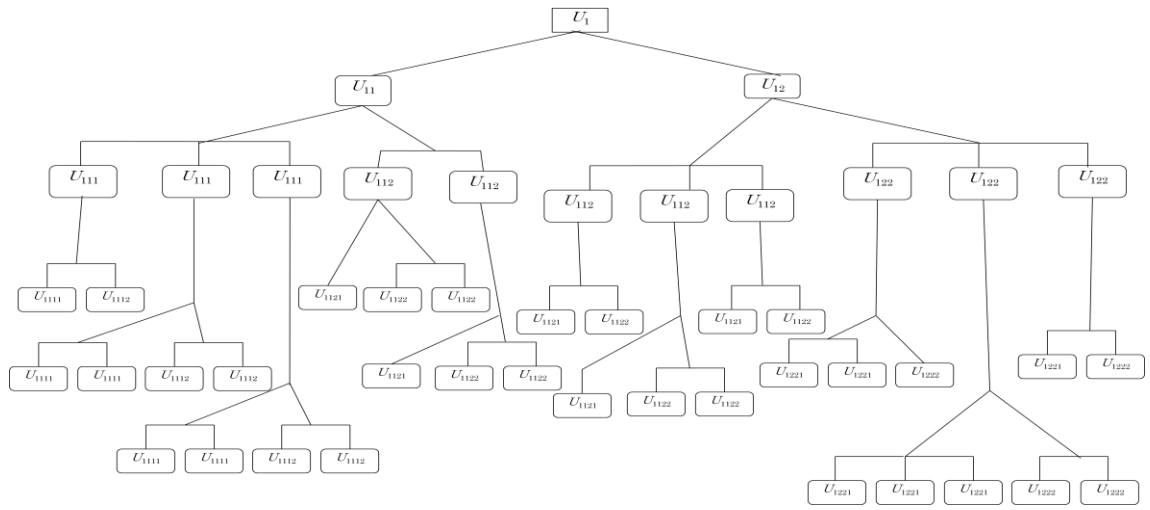 U₁
U₁₁ U₁₂
U₁₁₁ U₁₁₁ U₁₁₁ U₁₁₂ U₁₁₂ U₁₁₂ U₁₁₂ U₁₁₂ U₁₂₂ U₁₂₂ U₁₂₂
U₁₁₁₁ U₁₁₁₂ U₁₁₂₁ U₁₁₂₂ U₁₁₂₂ U₁₁₂₁ U₁₁₂₂ U₁₁₂₁ U₁₁₂₂
U₁₁₁₁ U₁₁₁₁ U₁₁₁₂ U₁₁₁₂ U₁₁₂₁ U₁₁₂₂ U₁₁₂₂ U₁₂₂₁ U₁₂₂₁ U₁₂₂₂ U₁₂₂₁ U₁₂₂₂
U₁₁₂₁ U₁₁₂₂ U₁₁₂₂
U₁₁₁₁ U₁₁₁₁ U₁₁₁₂ U₁₁₁₂
U₁₂₂₁ U₁₂₂₁ U₁₂₂₁ U₁₂₂₂ U₁₂₂₂